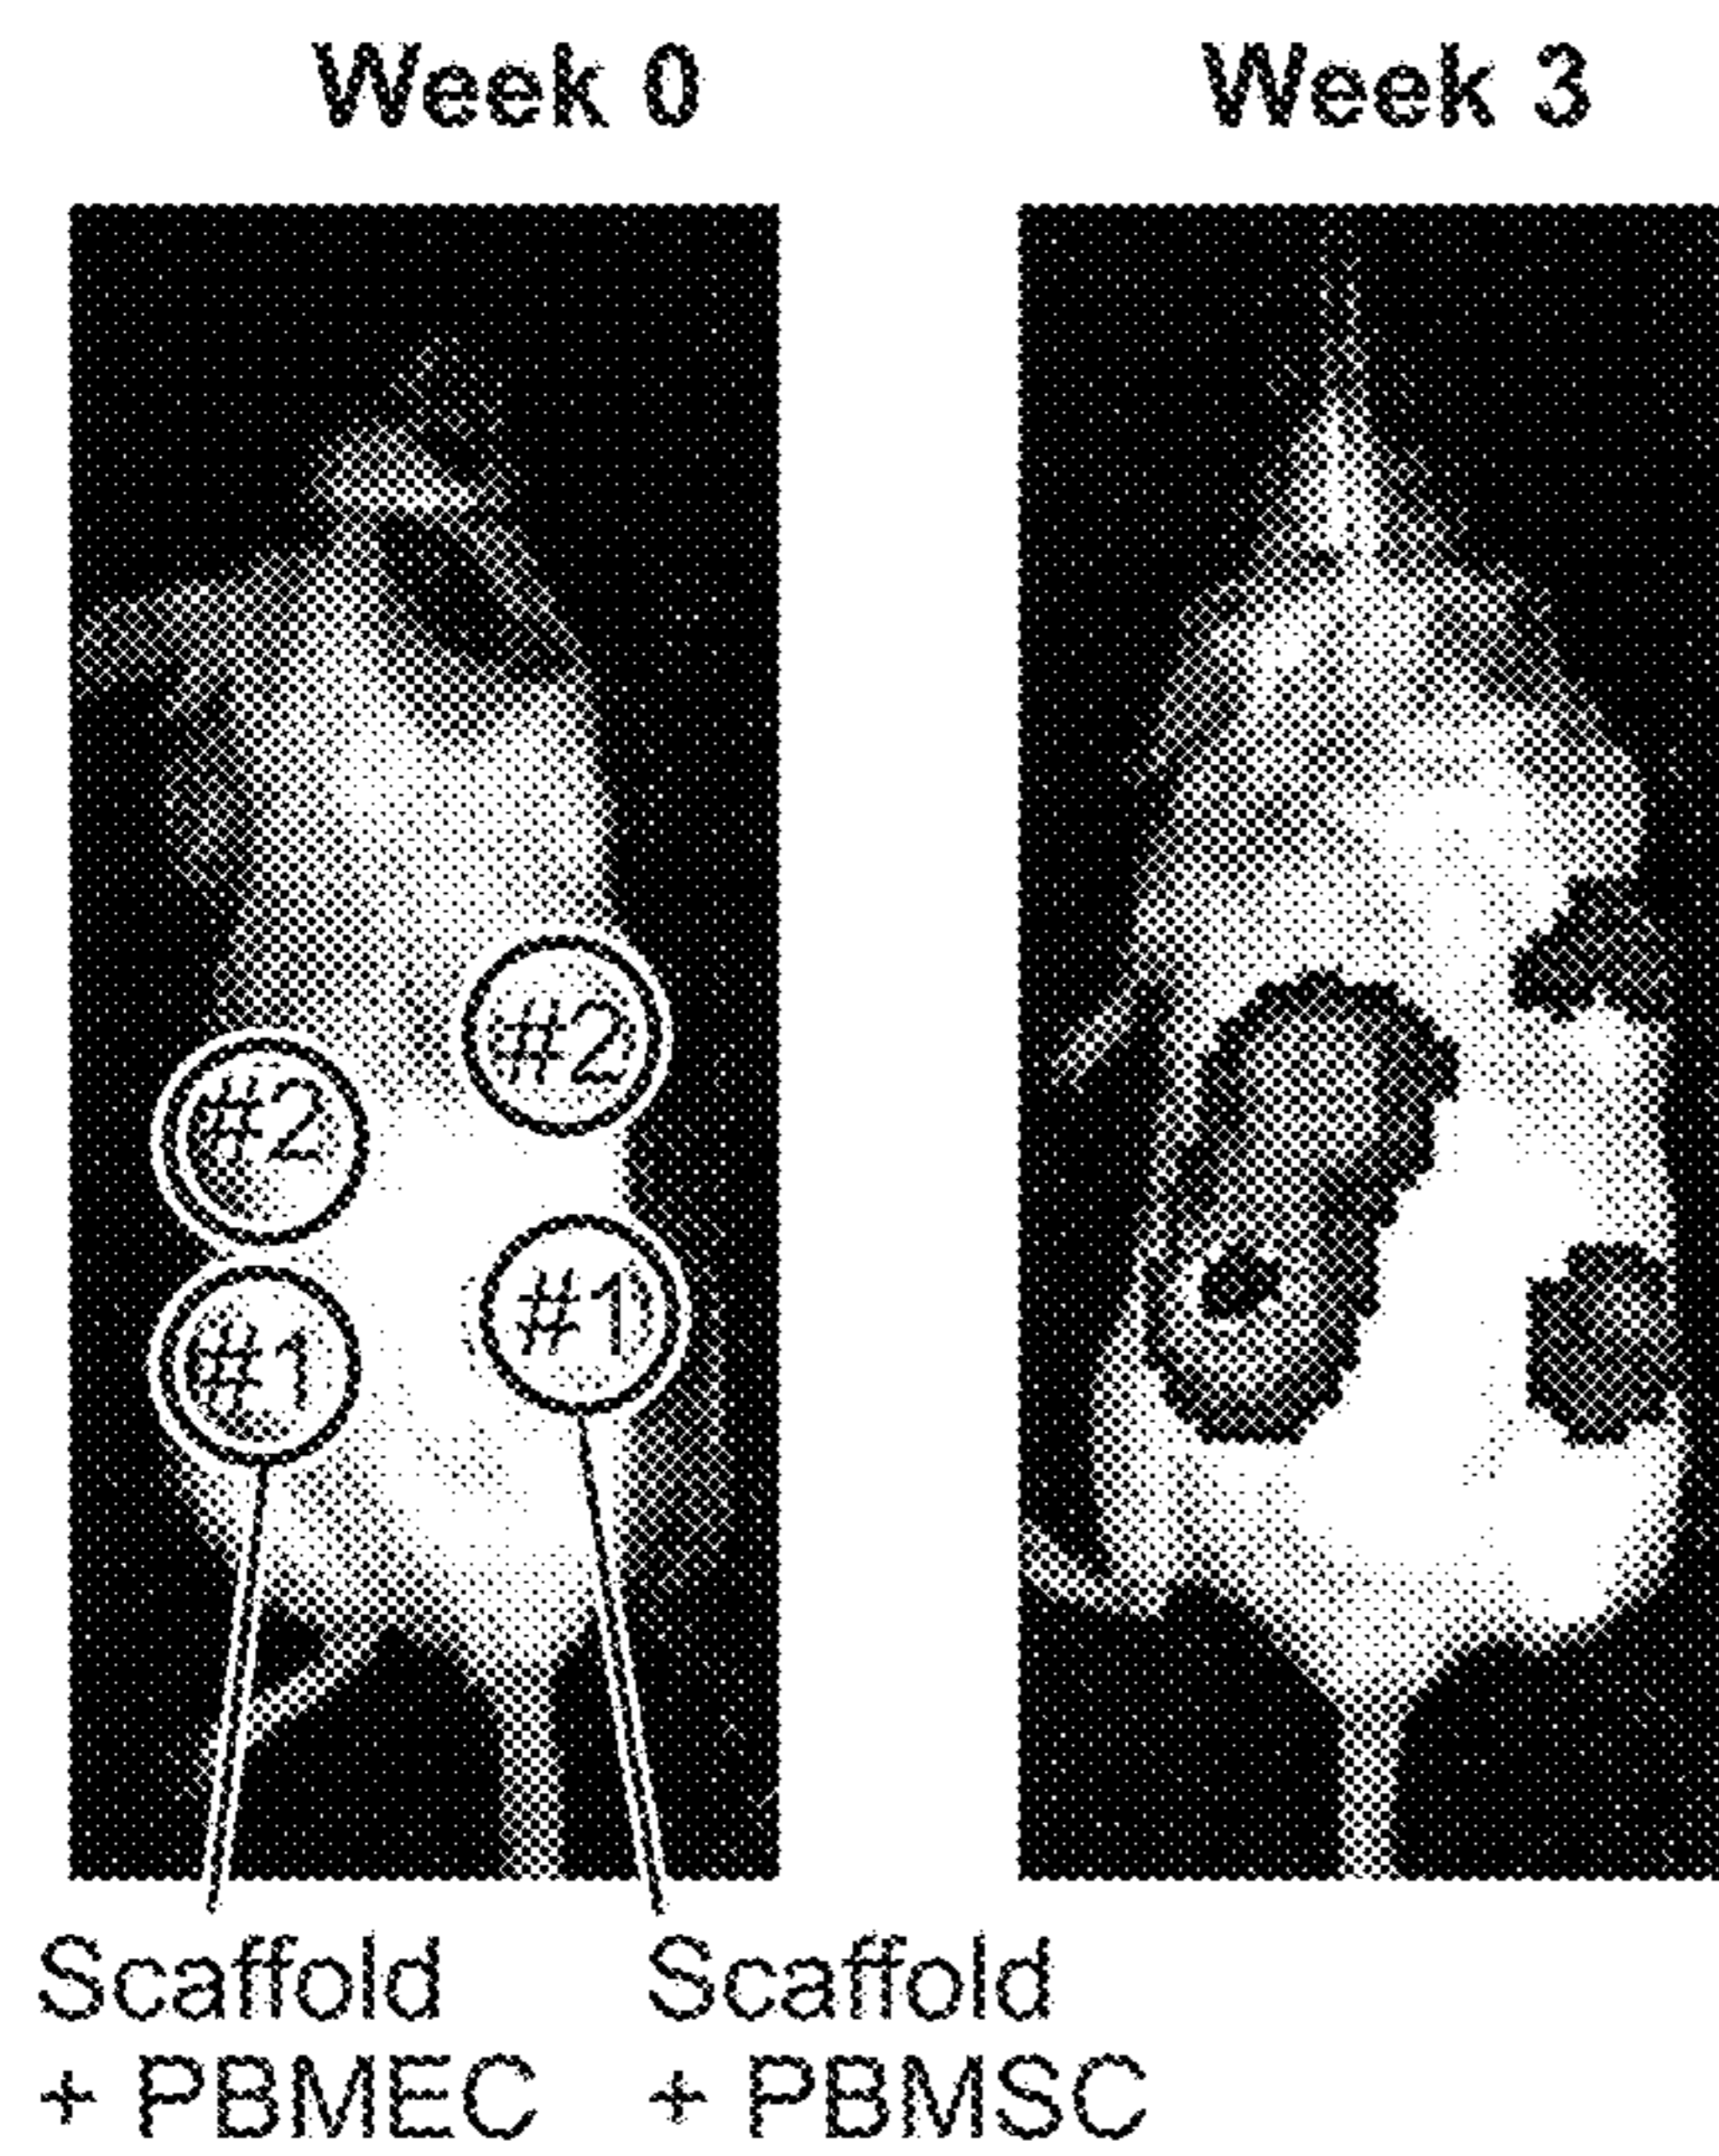 Week 0
Week 3
#2
#2
#1
#1
Scaffold
+ PBMEC
Scaffold
+ PBMSC